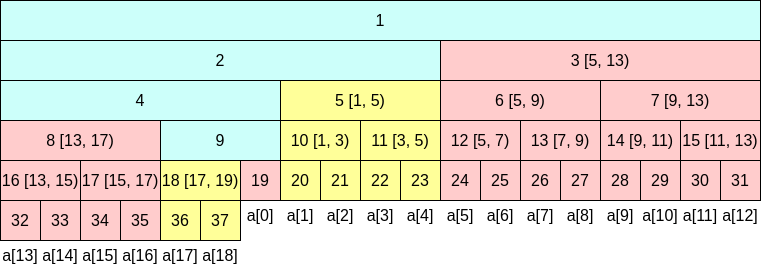 1
2 3 [5, 13)
4 5 [1, 5) 6 [5, 9) 7 [9, 13)
8 [13, 17) 9 10 [1, 3) 11 [3, 5) 12 [5, 7) 13 [7, 9) 14 [9, 11) 15 [11, 13)
16 [13, 15) 17 [15, 17) 18 [17, 19) 19 20 21 22 23 24 25 26 27 28 29 30 31
32 33 34 35 36 37 a[0] a[1] a[2] a[3] a[4] a[5] a[6] a[7] a[8] a[9] a[10] a[11] a[12]
a[13] a[14] a[15] a[16] a[17] a[18]